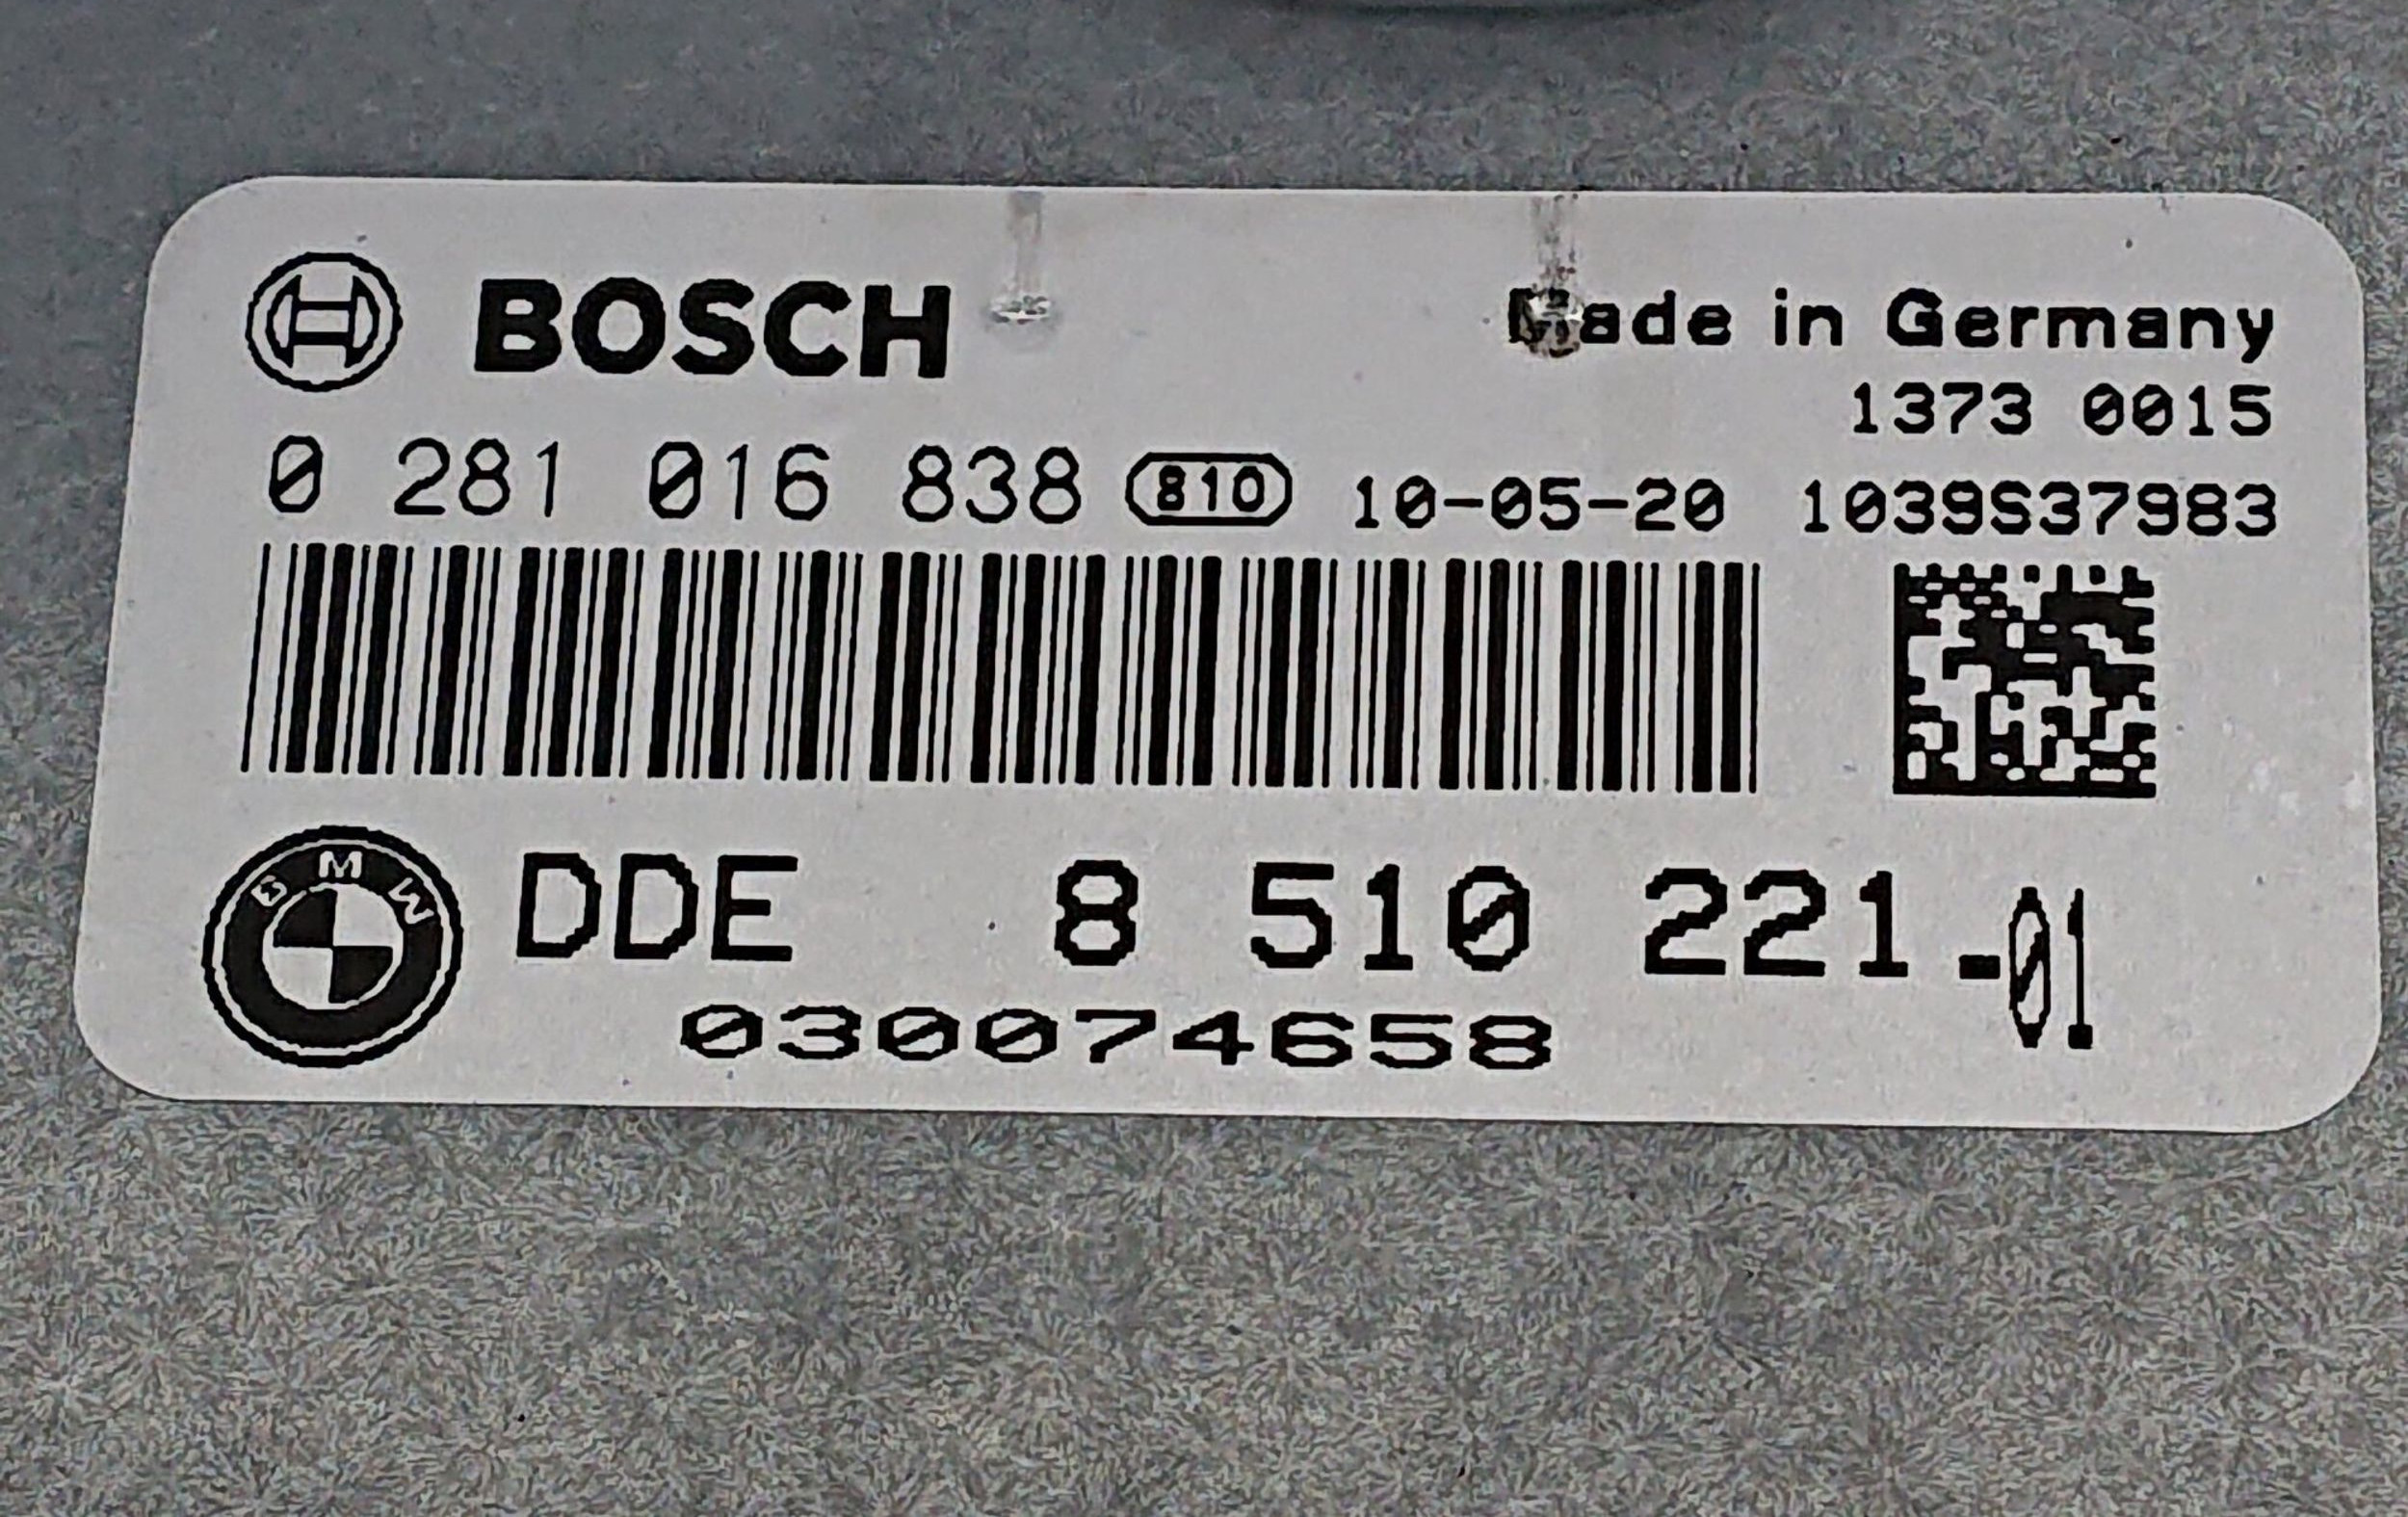 BOSCH
Made in Germany
1373 0015
0 281 016 838 810 10-05-20 1039S37983
BMW
DDE 8 510 221-01
030074658